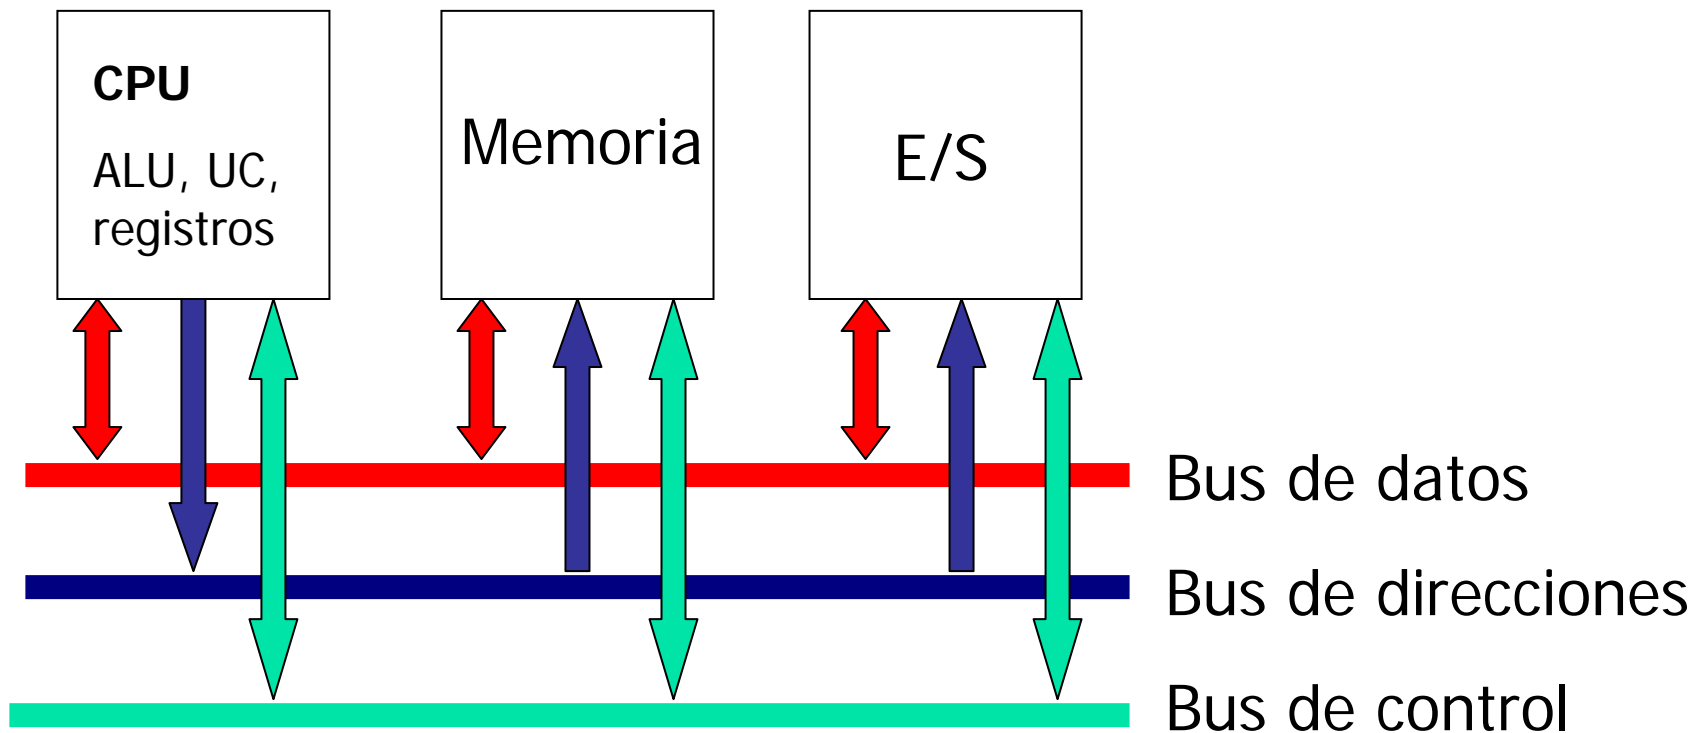 CPU
ALU, UC,
registros
Memoria
E/S
Bus de datos
Bus de direcciones
Bus de control